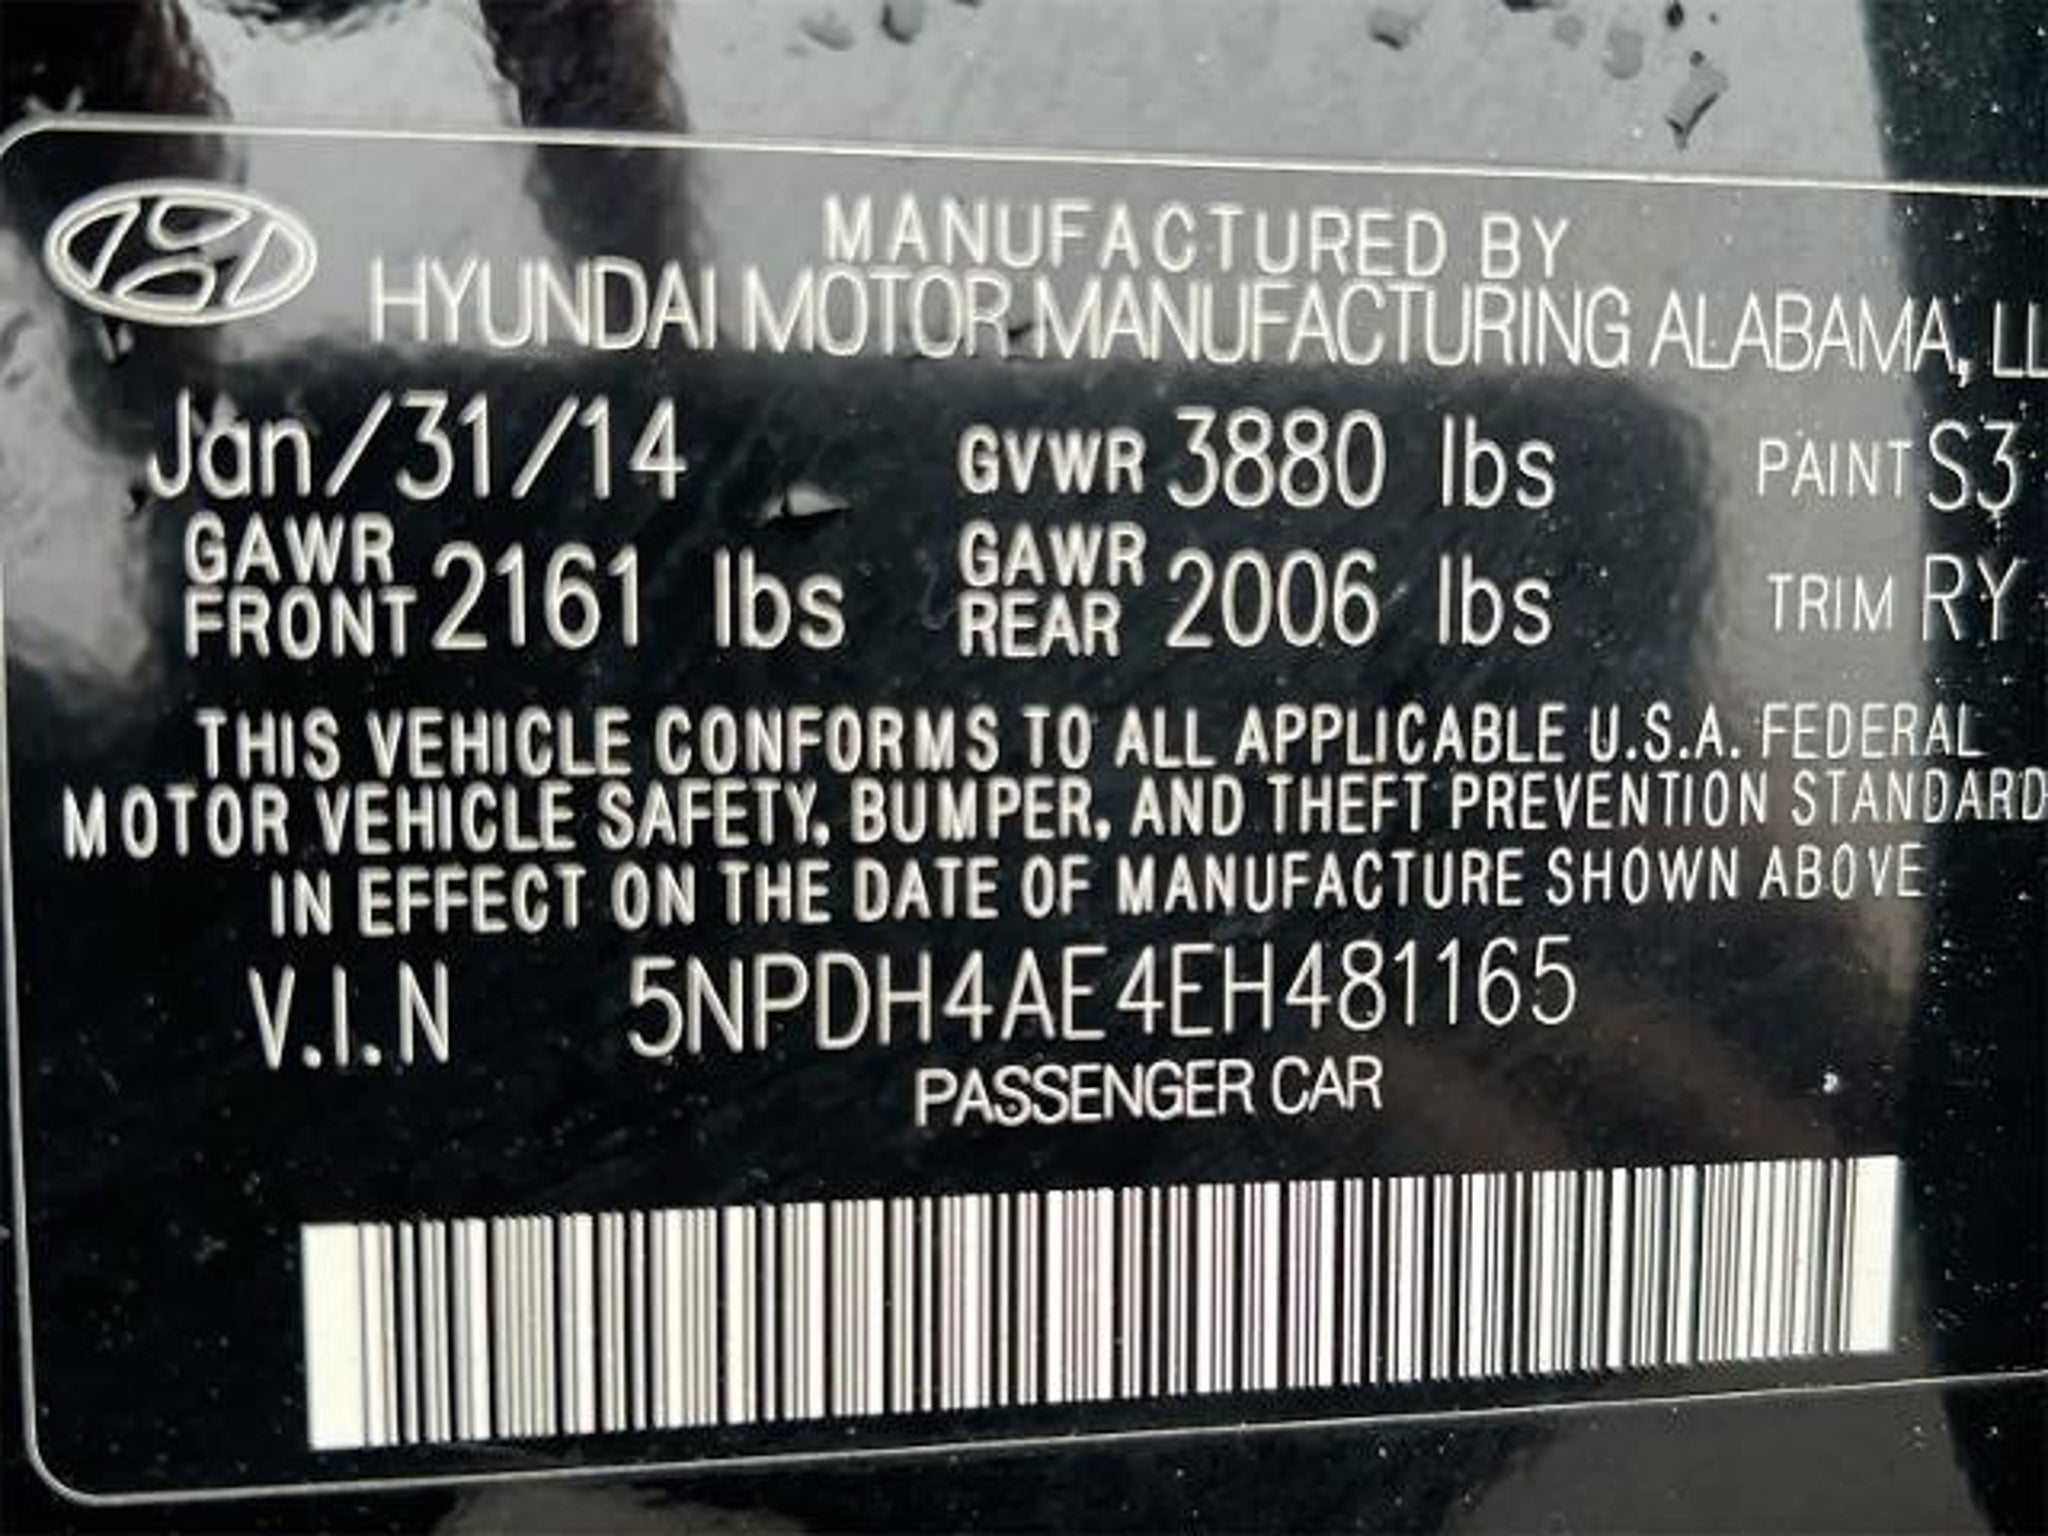 MANUFACTURED BY
HYUNDAI MOTOR MANUFACTURING ALABAMA, LL
Jan/31/14 GVWR 3880 lbs PAINT S3
GAWR FRONT 2161 lbs GAWR REAR 2006 lbs TRIM RY
THIS VEHICLE CONFORMS TO ALL APPLICABLE U.S.A. FEDERAL
MOTOR VEHICLE SAFETY, BUMPER, AND THEFT PREVENTION STANDARD
IN EFFECT ON THE DATE OF MANUFACTURE SHOWN ABOVE
V.I.N 5NPDH4AE4EH481165
PASSENGER CAR